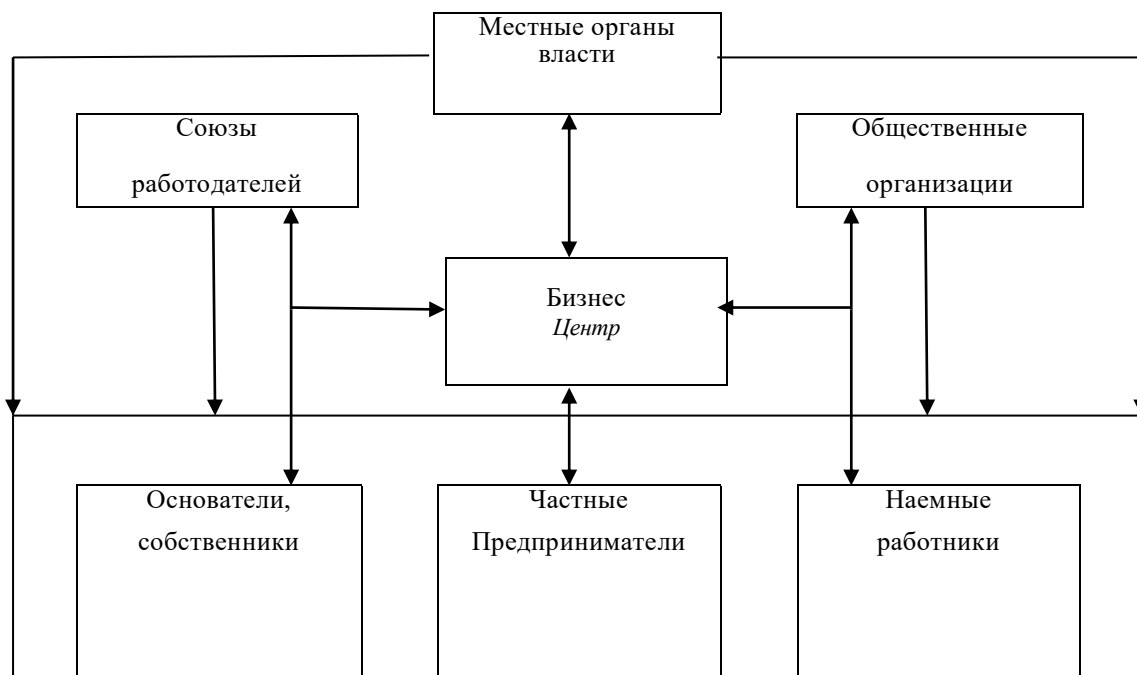 Местные органы
власти
Союзы
работодателей
Общественные
организации
Бизнес
Центр
Основатели,
собственники
Частные
Предприниматели
Наемные
работники